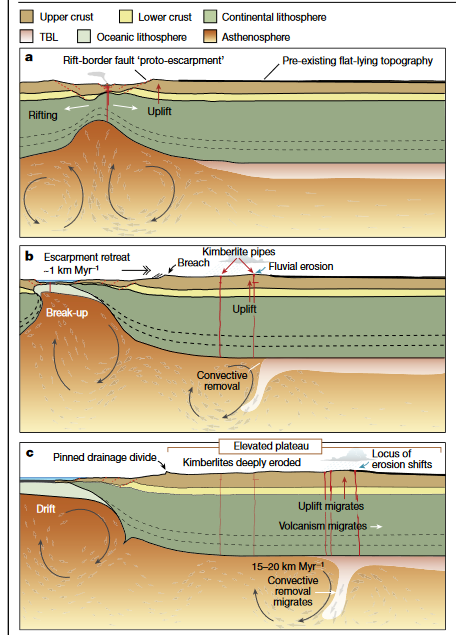 Upper crust Lower crust Continental lithosphere
TBL Oceanic lithosphere Asthenosphere
a
Rift-border fault 'proto-escarpment' Pre-existing flat-lying topography
Rifting Uplift
b
Escarpment retreat
~1 km Myr⁻¹
Breach
Kimberlite pipes
Fluvial erosion
Break-up
Uplift
Convective
removal
c
Elevated plateau
Pinned drainage divide
Kimberlites deeply eroded
Locus of
erosion shifts
Drift
Uplift migrates
Volcanism migrates
15–20 km Myr⁻¹
Convective
removal
migrates